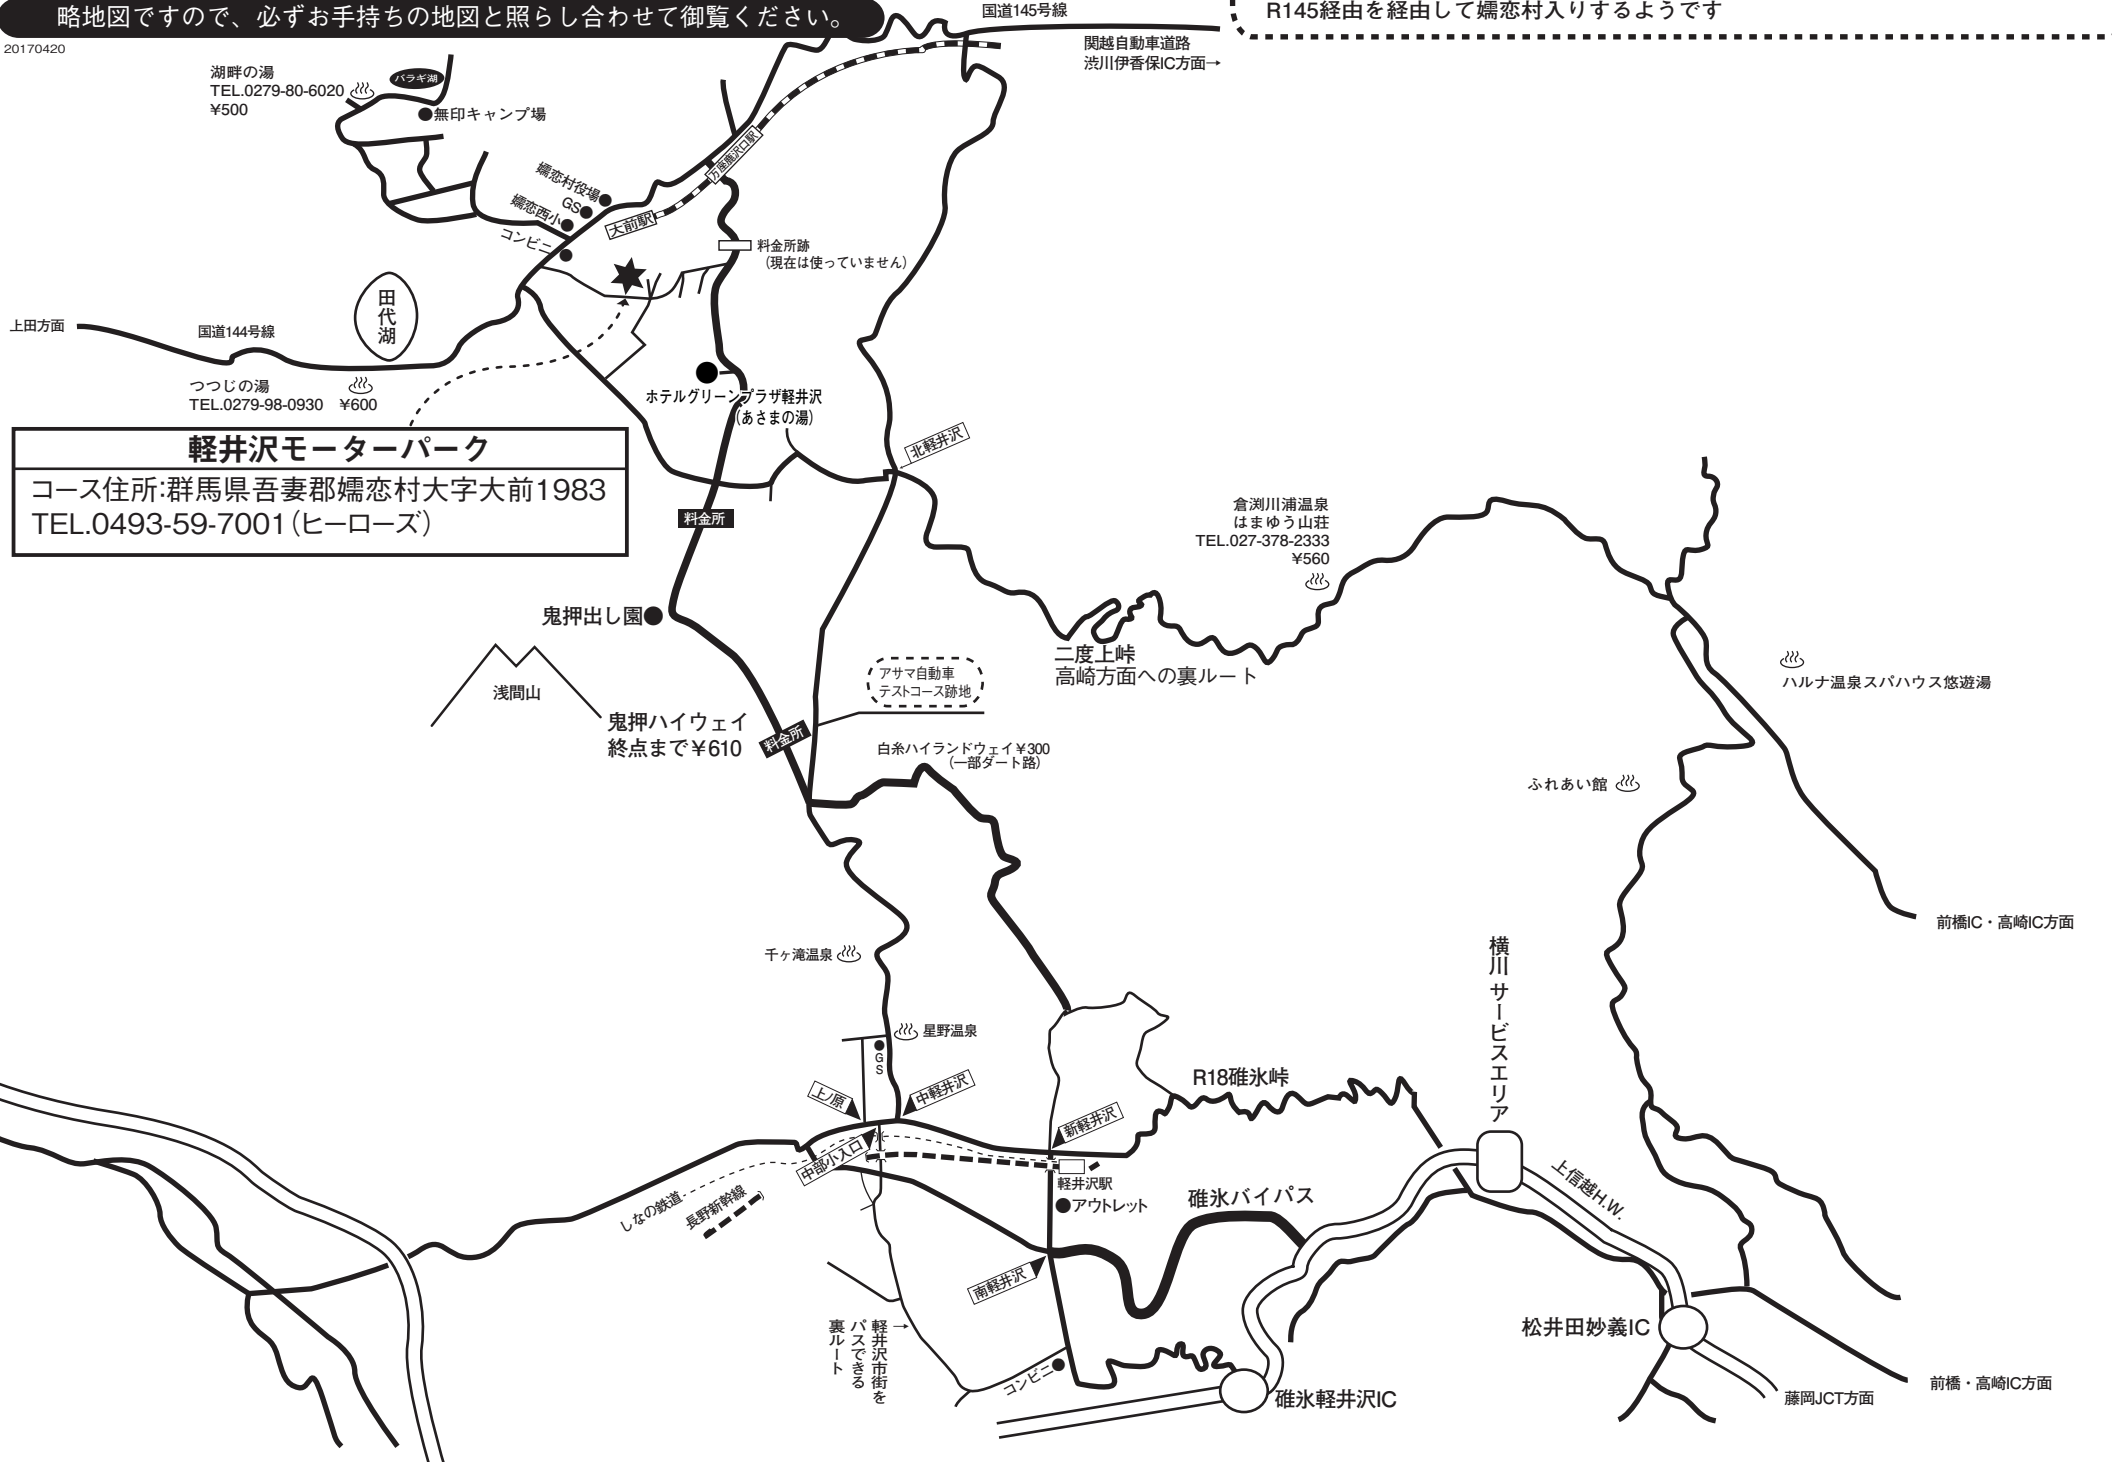 略地図ですので、必ずお手持ちの地図と照らし合わせて御覧ください。
20170420
国道145号線
R145経由を経由して嬬恋村入りするようです
関越自動車道路
渋川伊香保IC方面→
湖畔の湯
TEL.0279-80-6020
¥500
バラギ湖
無印キャンプ場
万座鹿沢口駅
嬬恋村役場
GS
嬬恋西小
コンビニ
大前駅
料金所跡
(現在は使っていません)
田代湖
上田方面
国道144号線
つつじの湯
TEL.0279-98-0930 ¥600
ホテルグリーンプラザ軽井沢
(あさまの湯)
軽井沢モーターパーク
コース住所:群馬県吾妻郡嬬恋村大字大前1983
TEL.0493-59-7001(ヒーローズ)
北軽井沢
料金所
倉渕川浦温泉
はまゆう山荘
TEL.027-378-2333
¥560
鬼押出し園
二度上峠
高崎方面への裏ルート
アサマ自動車
テストコース跡地
浅間山
ハルナ温泉スパハウス悠遊湯
鬼押ハイウェイ
終点まで¥610
料金所
白糸ハイランドウェイ¥300
(一部ダート路)
ふれあい館
前橋IC・高崎IC方面
千ヶ滝温泉
横川サービスエリア
星野温泉
GS
上ノ原
中軽井沢
R18碓氷峠
新軽井沢
中部小入口
軽井沢駅
アウトレット
しなの鉄道
長野新幹線
碓氷バイパス
上信越H.W.
南軽井沢
軽井沢市街を
パスできる
裏ルート
→
松井田妙義IC
コンビニ
碓氷軽井沢IC
藤岡JCT方面
前橋・高崎IC方面